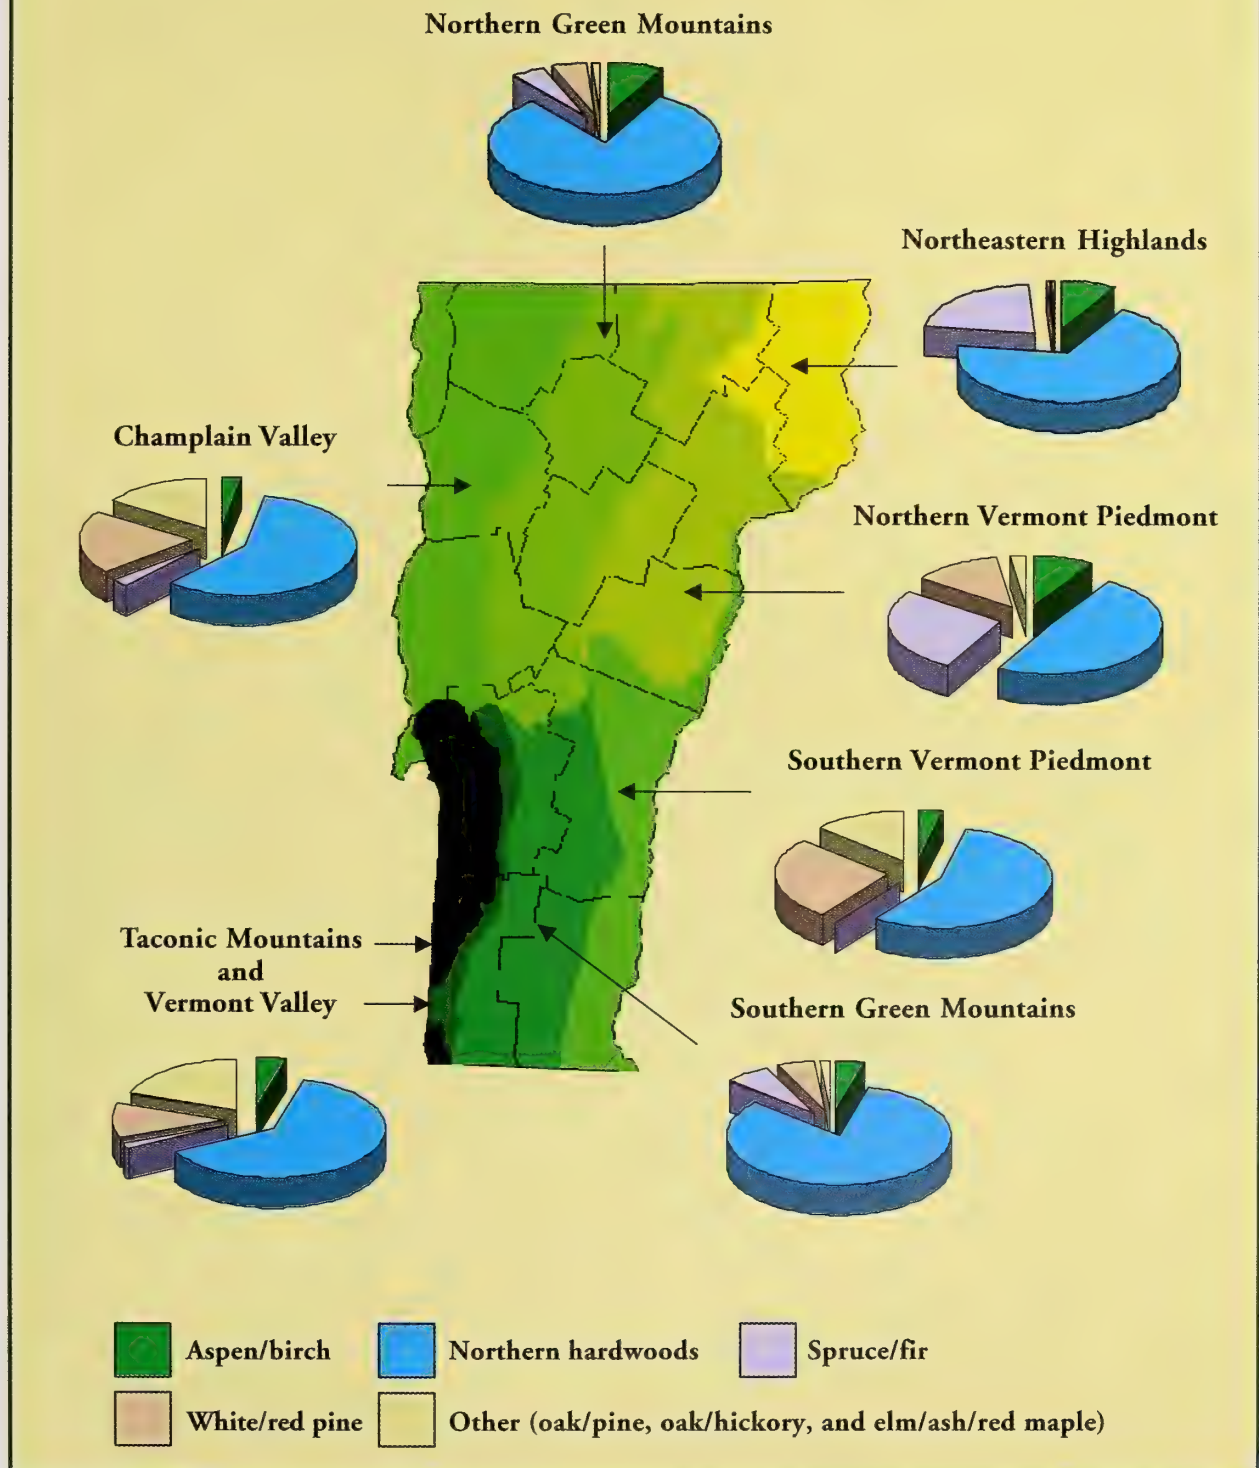 Northern Green Mountains
Northeastern Highlands
Champlain Valley
Northern Vermont Piedmont
Southern Vermont Piedmont
Taconic Mountains
and
Vermont Valley
Southern Green Mountains
Aspen/birch
Northern hardwoods
Spruce/fir
White/red pine
Other (oak/pine, oak/hickory, and elm/ash/red maple)